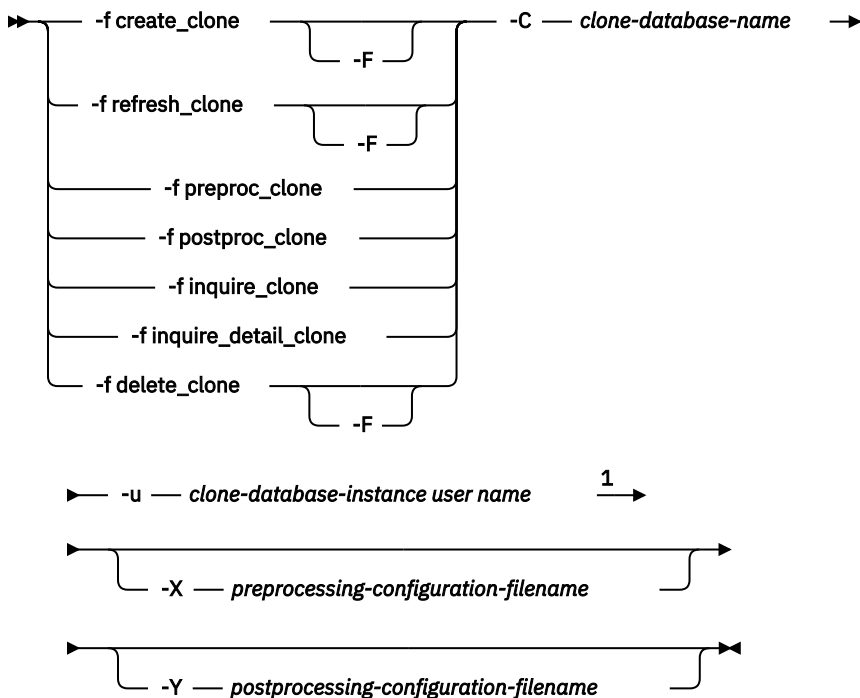 -f create_clone -C clone-database-name
-F
-f refresh_clone
-F
-f preproc_clone
-f postproc_clone
-f inquire_clone
-f inquire_detail_clone
-f delete_clone
-F
-u clone-database-instance user name 1
-X preprocessing-configuration-filename
-Y postprocessing-configuration-filename